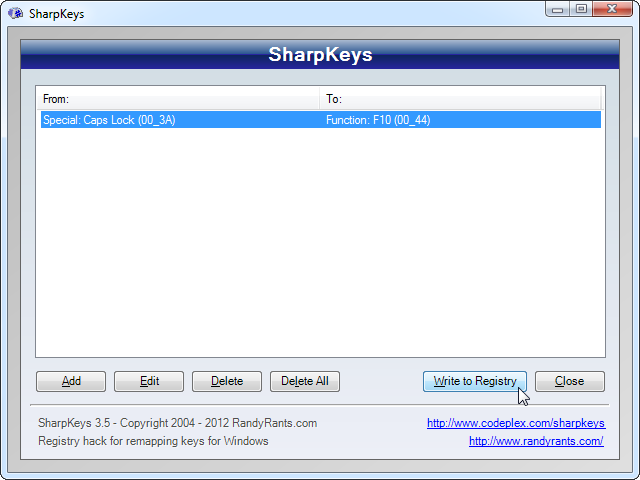 SharpKeys
SharpKeys
From: To:
Special: Caps Lock (00_3A) Function: F10 (00_44)
Add Edit Delete Delete All Write to Registry Close
SharpKeys 3.5 - Copyright 2004 - 2012 RandyRants.com http://www.codeplex.com/sharpkeys
Registry hack for remapping keys for Windows http://www.randyrants.com/